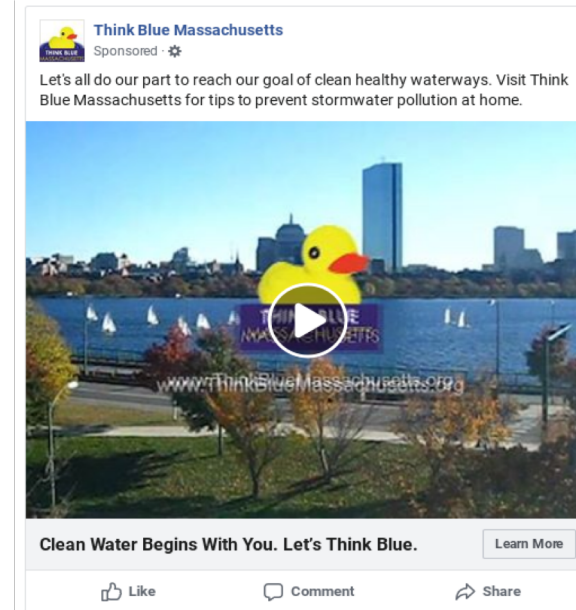 Think Blue Massachusetts
THINK BLUE
MASSACHUSETTS
Sponsored ·
Let's all do our part to reach our goal of clean healthy waterways. Visit Think
Blue Massachusetts for tips to prevent stormwater pollution at home.
THINK BLUE
MASSACHUSETTS
www.ThinkBlueMassachusetts.org
Clean Water Begins With You. Let’s Think Blue.
Learn More
Like
Comment
Share